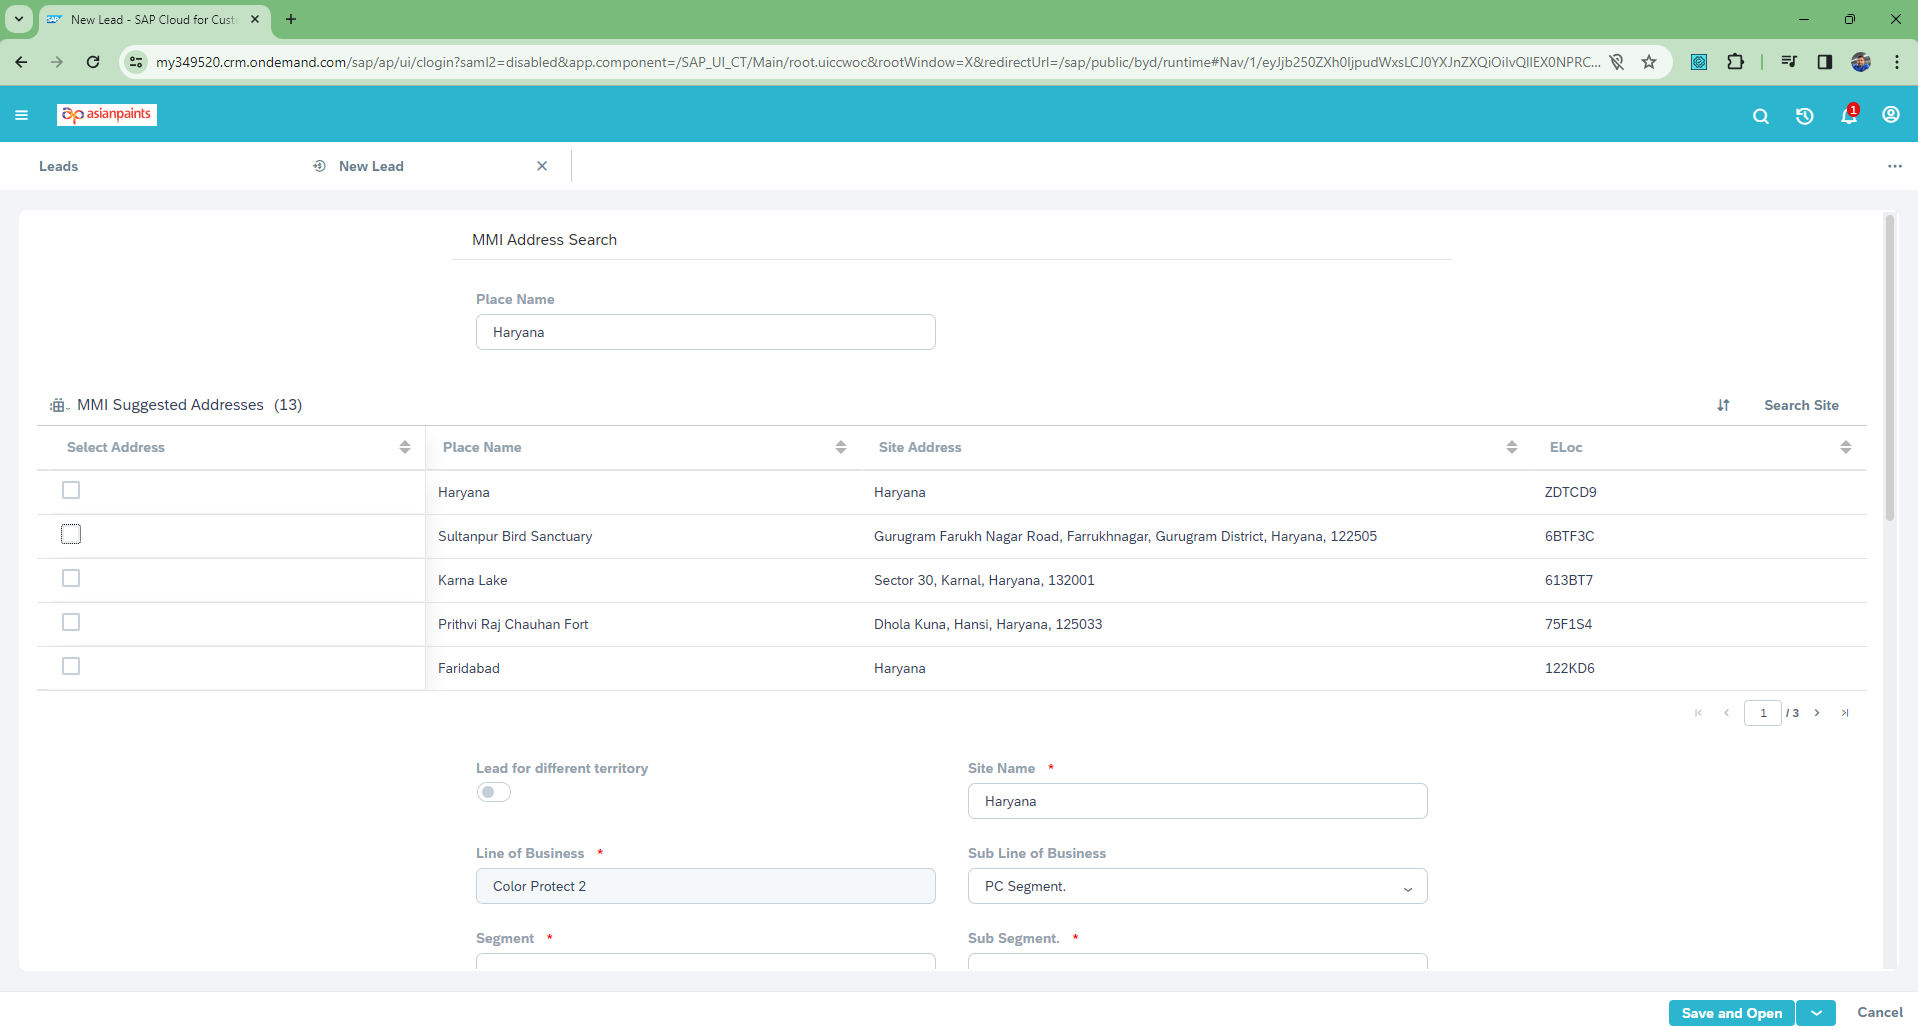 New Lead - SAP Cloud for Cust
my349520.crm.ondemand.com/sap/ap/ui/clogin?saml2=disabled&app.component=/SAP_UI_CT/Main/root.uiccwoc&rootWindow=X&redirectUrl=/sap/public/byd/runtime#Nav/1/eyJjb250ZXh0IjpudWxsLCJ0YXJnZXQiOiIvQllEX0NPRC...
asianpaints
1
Leads
New Lead
MMI Address Search
Place Name
Haryana
MMI Suggested Addresses (13)
Search Site
Select Address Place Name Site Address ELoc
Haryana Haryana ZDTCD9
Sultanpur Bird Sanctuary Gurugram Farukh Nagar Road, Farrukhnagar, Gurugram District, Haryana, 122505 6BTF3C
Karna Lake Sector 30, Karnal, Haryana, 132001 613BT7
Prithvi Raj Chauhan Fort Dhola Kuna, Hansi, Haryana, 125033 75F1S4
Faridabad Haryana 122KD6
1 / 3
Lead for different territory Site Name *
Haryana
Line of Business * Sub Line of Business
Color Protect 2 PC Segment.
Segment * Sub Segment. *
Save and Open Cancel